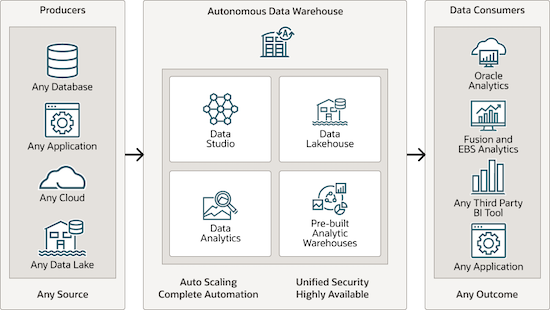 Producers
Any Database
Any Application
Any Cloud
Any Data Lake
Any Source
Autonomous Data Warehouse
A
Data
Studio
Data
Lakehouse
Data
Analytics
Pre-built
Analytic
Warehouses
Auto Scaling
Complete Automation
Unified Security
Highly Available
Data Consumers
Oracle
Analytics
Fusion and
EBS Analytics
Any Third Party
BI Tool
Any Application
Any Outcome